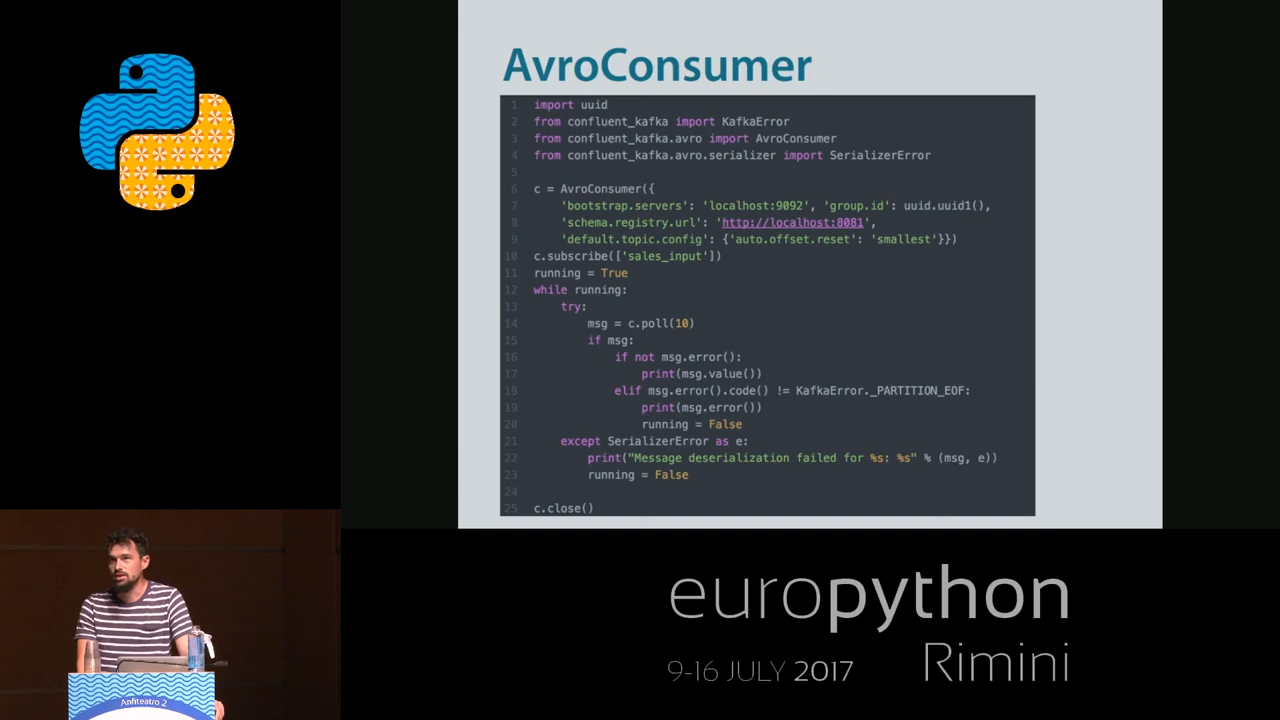 AvroConsumer
1 import uuid
2 from confluent_kafka import KafkaError
3 from confluent_kafka.avro import AvroConsumer
4 from confluent_kafka.avro.serializer import SerializerError
5
6 c = AvroConsumer({
7     'bootstrap.servers': 'localhost:9092', 'group.id': uuid.uuid1(),
8     'schema.registry.url': 'http://localhost:8081',
9     'default.topic.config': {'auto.offset.reset': 'smallest'}})
10 c.subscribe(['sales_input'])
11 running = True
12 while running:
13     try:
14         msg = c.poll(10)
15         if msg:
16             if not msg.error():
17                 print(msg.value())
18             elif msg.error().code() != KafkaError._PARTITION_EOF:
19                 print(msg.error())
20                 running = False
21     except SerializerError as e:
22         print("Message deserialization failed for %s: %s" % (msg, e))
23         running = False
24
25 c.close()
europython
Rimini
9-16 JULY 2017
Anfiteatro 2